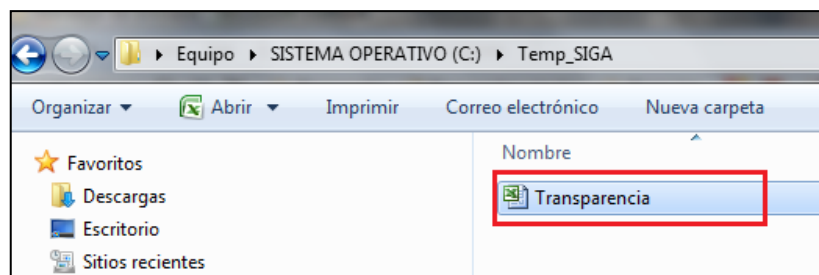 Equipo SISTEMA OPERATIVO (C:) Temp_SIGA
Organizar Abrir Imprimir Correo electrónico Nueva carpeta
Favoritos
Descargas
Escritorio
Sitios recientes
Nombre
Transparencia